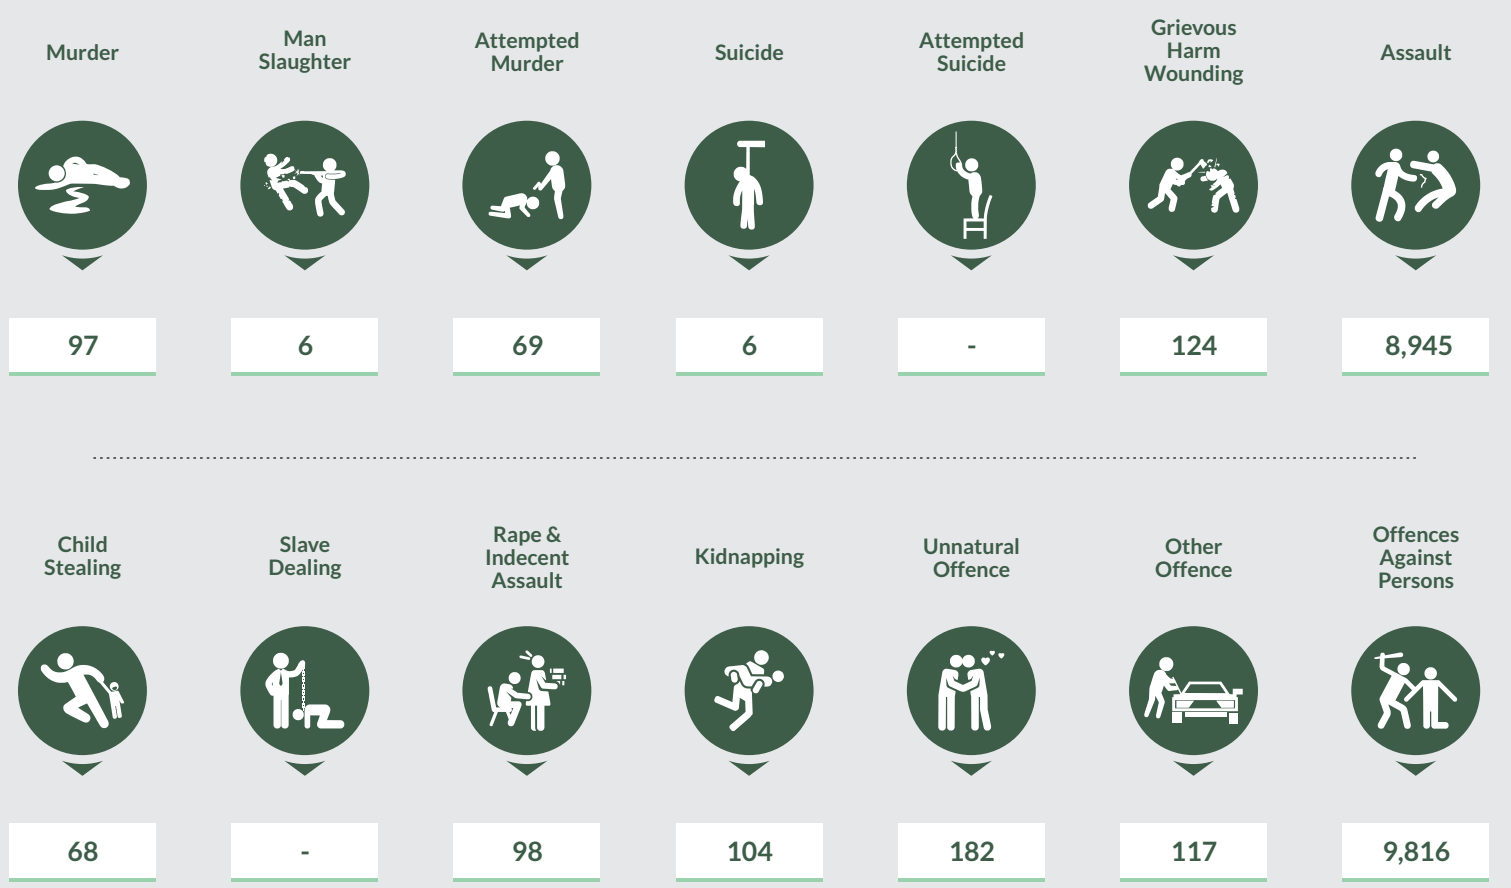 Murder
Man
Slaughter
Attempted
Murder
Suicide
Attempted
Suicide
Grievous
Harm
Wounding
Assault
97
6
69
6
-
124
8,945
Child
Stealing
Slave
Dealing
Rape &
Indecent
Assault
Kidnapping
Unnatural
Offence
Other
Offence
Offences
Against
Persons
68
-
98
104
182
117
9,816